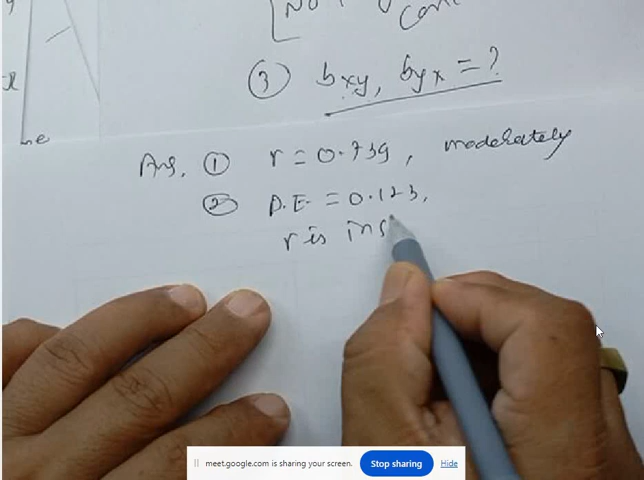 [No
③ bxy, byx = ?
Ans, ① r = 0.739, moderately
② P.E = 0.123,
r is ins
meet.google.com is sharing your screen. Stop sharing Hide